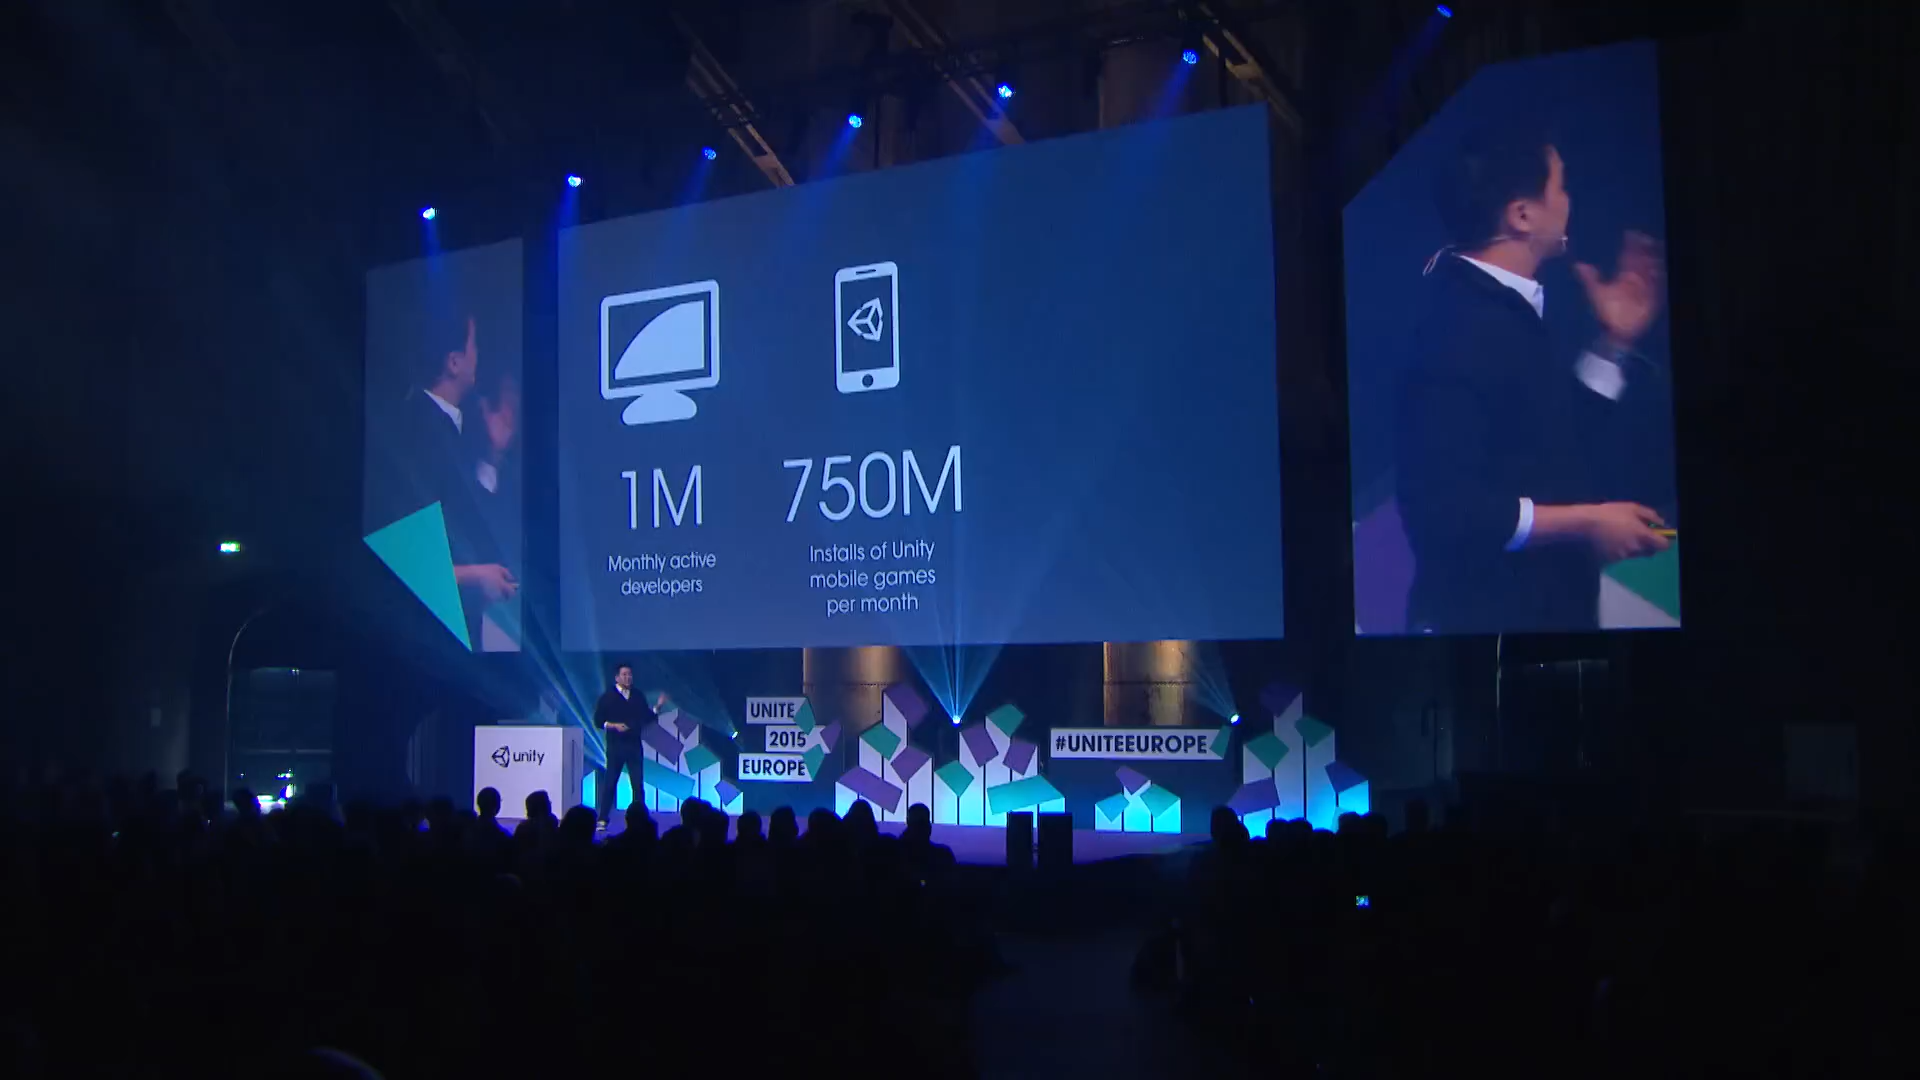 1M
Monthly active
developers
750M
Installs of Unity
mobile games
per month
unity
UNITE
2015
EUROPE
#UNITEEUROPE